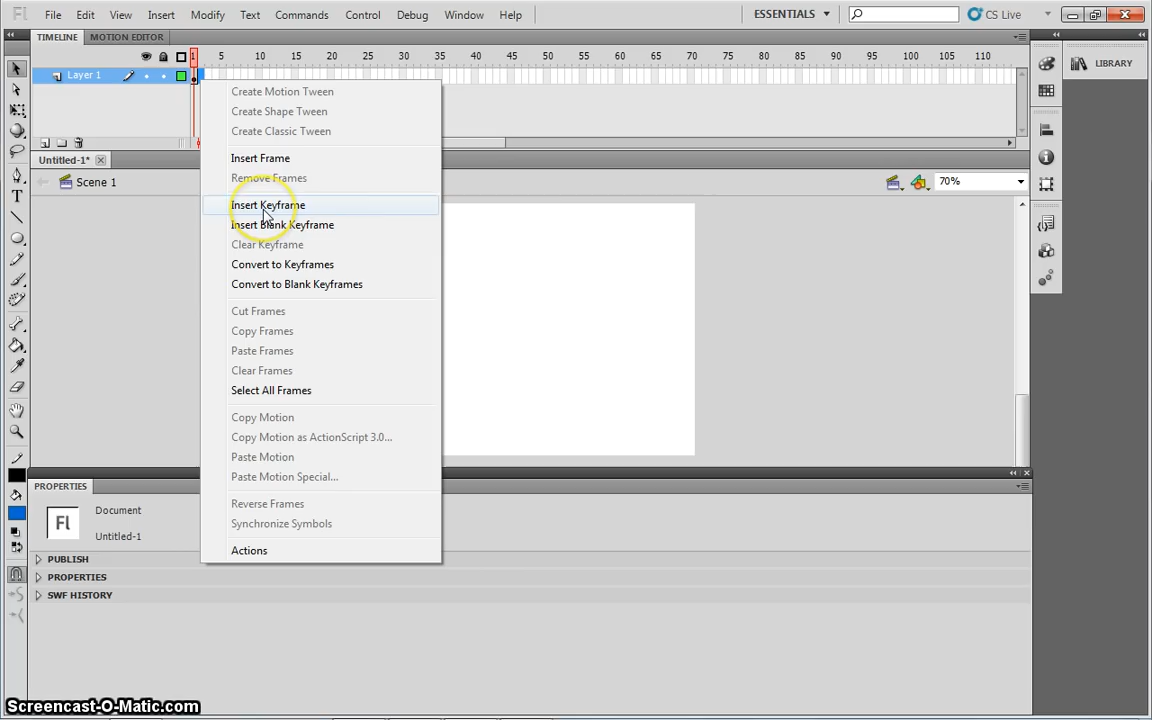 Fl File Edit View Insert Modify Text Commands Control Debug Window Help ESSENTIALS CS Live
TIMELINE MOTION EDITOR
1 5 10 15 20 25 30 35 40 45 50 55 60 65 70 75 80 85 90 95 100 110
LIBRARY
Layer 1
Create Motion Tween
Create Shape Tween
Create Classic Tween
Insert Frame
Remove Frames
Insert Keyframe
Insert Blank Keyframe
Clear Keyframe
Convert to Keyframes
Convert to Blank Keyframes
Cut Frames
Copy Frames
Paste Frames
Clear Frames
Select All Frames
Copy Motion
Copy Motion as ActionScript 3.0...
Paste Motion
Paste Motion Special...
Reverse Frames
Synchronize Symbols
Actions
Untitled-1*
Scene 1
70%
PROPERTIES
Fl
Document
Untitled-1
PUBLISH
PROPERTIES
SWF HISTORY
Screencast-O-Matic.com